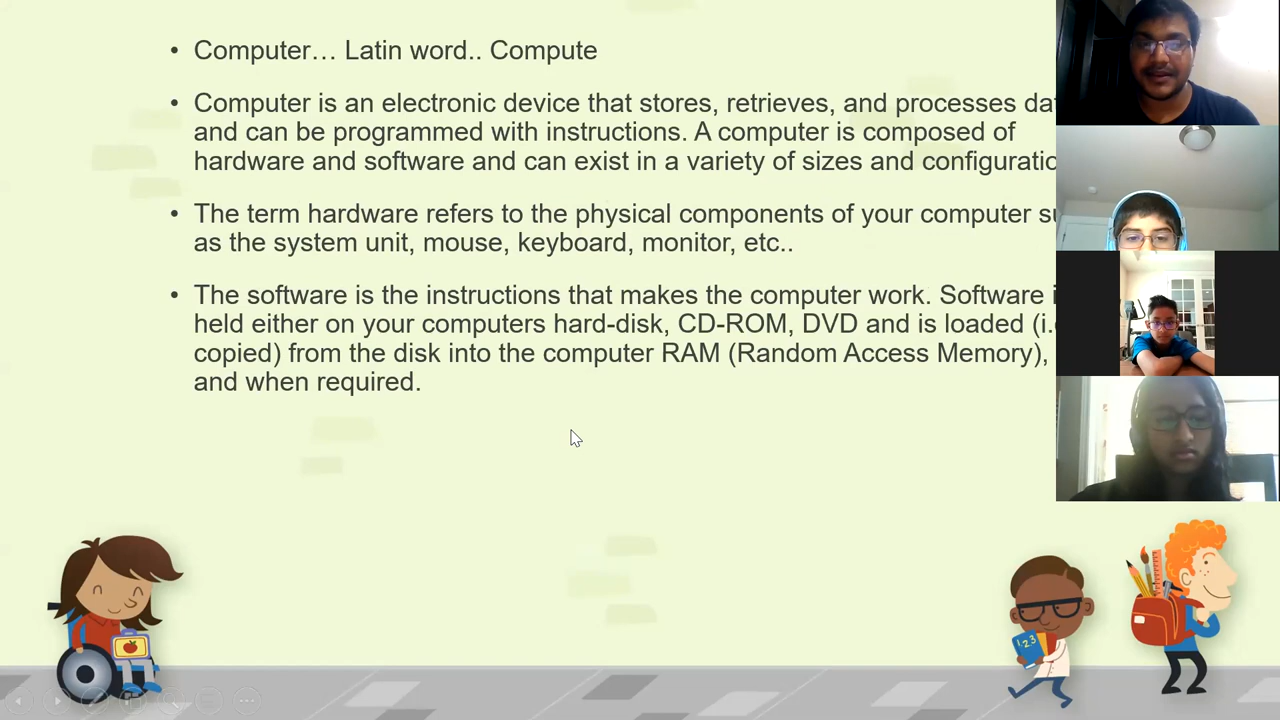 Computer… Latin word.. Compute
Computer is an electronic device that stores, retrieves, and processes
and can be programmed with instructions. A computer is composed of
hardware and software and can exist in a variety of sizes and
The term hardware refers to the physical components of your computer
as the system unit, mouse, keyboard, monitor, etc..
The software is the instructions that makes the computer work. Software
held either on your computers hard-disk, CD-ROM, DVD and is loaded
copied) from the disk into the computer RAM (Random Access Memory),
and when required.
123